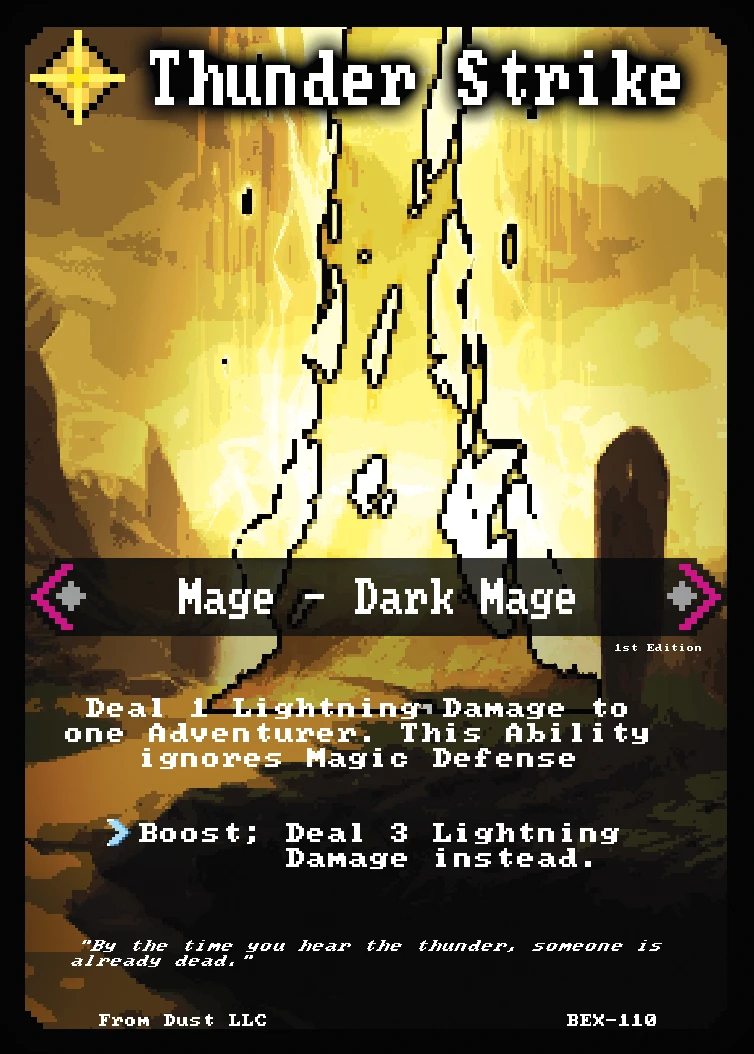 Thunder Strike
Mage - Dark Mage
1st Edition
Deal 1 Lightning Damage to
one Adventurer. This Ability
ignores Magic Defense
Boost; Deal 3 Lightning
Damage instead.
"By the time you hear the thunder, someone is
already dead."
From Dust LLC
BEX-110